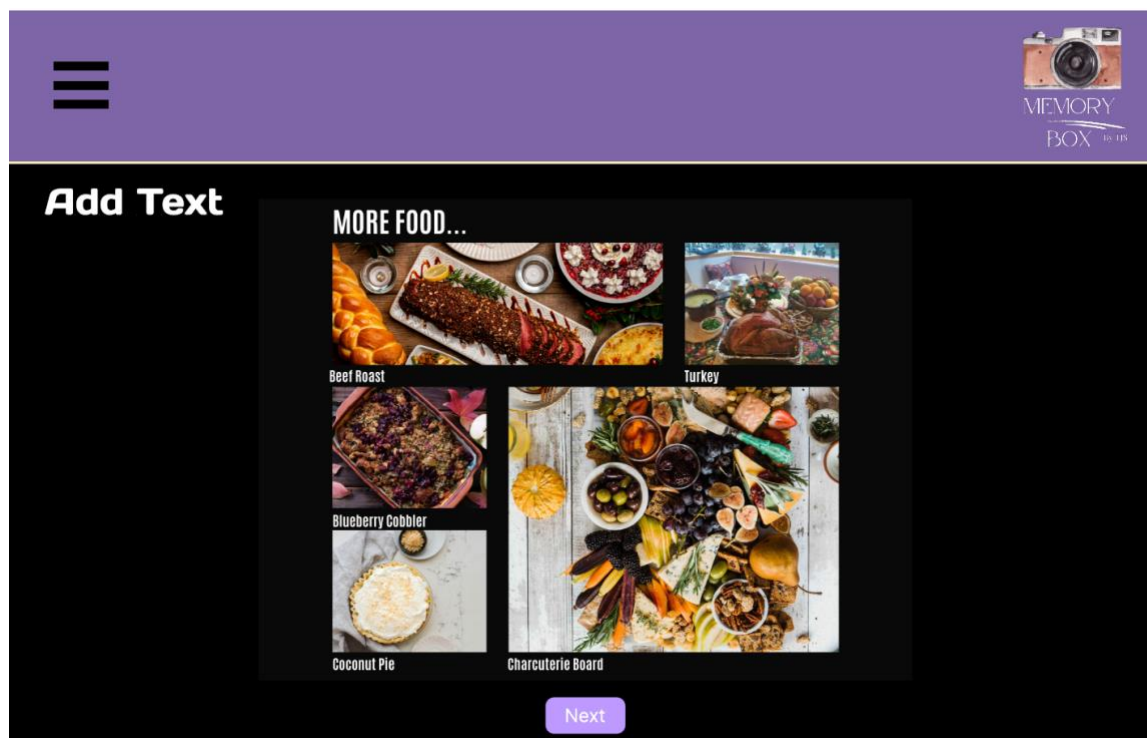 MEMORY
BOX BY HS
Add Text
MORE FOOD...
Beef Roast
Turkey
Blueberry Cobbler
Coconut Pie
Charcuterie Board
Next